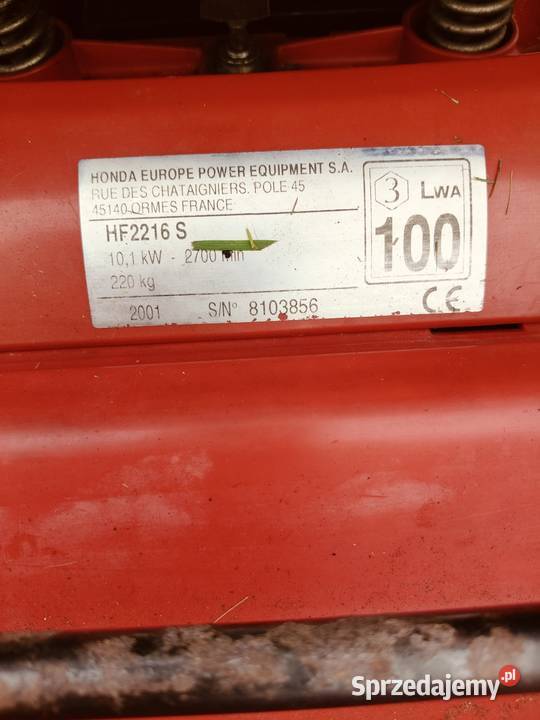 HONDA EUROPE POWER EQUIPMENT S.A.
RUE DES CHATAIGNIERS. POLE 45
45140-ORMES FRANCE
HF2216 S
10,1 kW - 2700 min
220 kg
2001 S/N° 8103856
3 LWA
100
CE
Sprzedajemy.pl